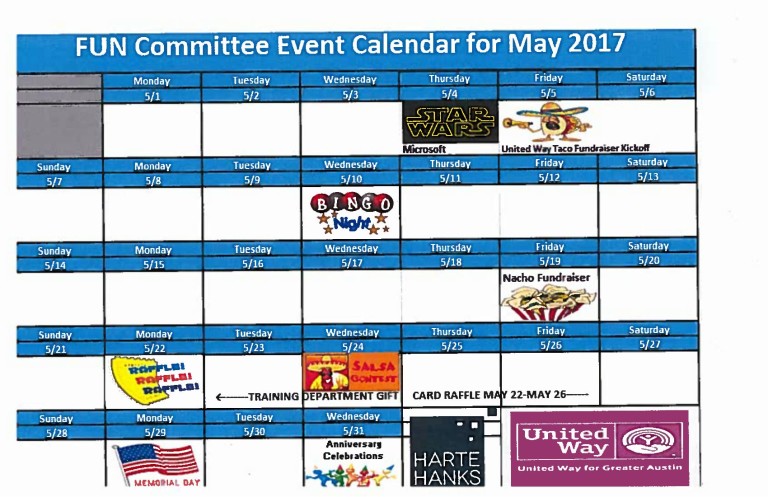 FUN Committee Event Calendar for May 2017
Monday Tuesday Wednesday Thursday Friday Saturday
5/1 5/2 5/3 5/4 5/5 5/6
STAR
WARS
Microsoft United Way Taco Fundraiser Kickoff
Sunday Monday Tuesday Wednesday Thursday Friday Saturday
5/7 5/8 5/9 5/10 5/11 5/12 5/13
BINGO
Night
Sunday Monday Tuesday Wednesday Thursday Friday Saturday
5/14 5/15 5/16 5/17 5/18 5/19 5/20
Nacho Fundraiser
Sunday Monday Tuesday Wednesday Thursday Friday Saturday
5/21 5/22 5/23 5/24 5/25 5/26 5/27
RAFFLE!
RAFFLE!
RAFFLE!
SALSA
CONTEST
TRAINING DEPARTMENT GIFT CARD RAFFLE MAY 22-MAY 26
Sunday Monday Tuesday Wednesday
5/28 5/29 5/30 5/31
MEMORIAL DAY
Anniversary
Celebrations
HARTE
HANKS
United
Way
United Way for Greater Austin